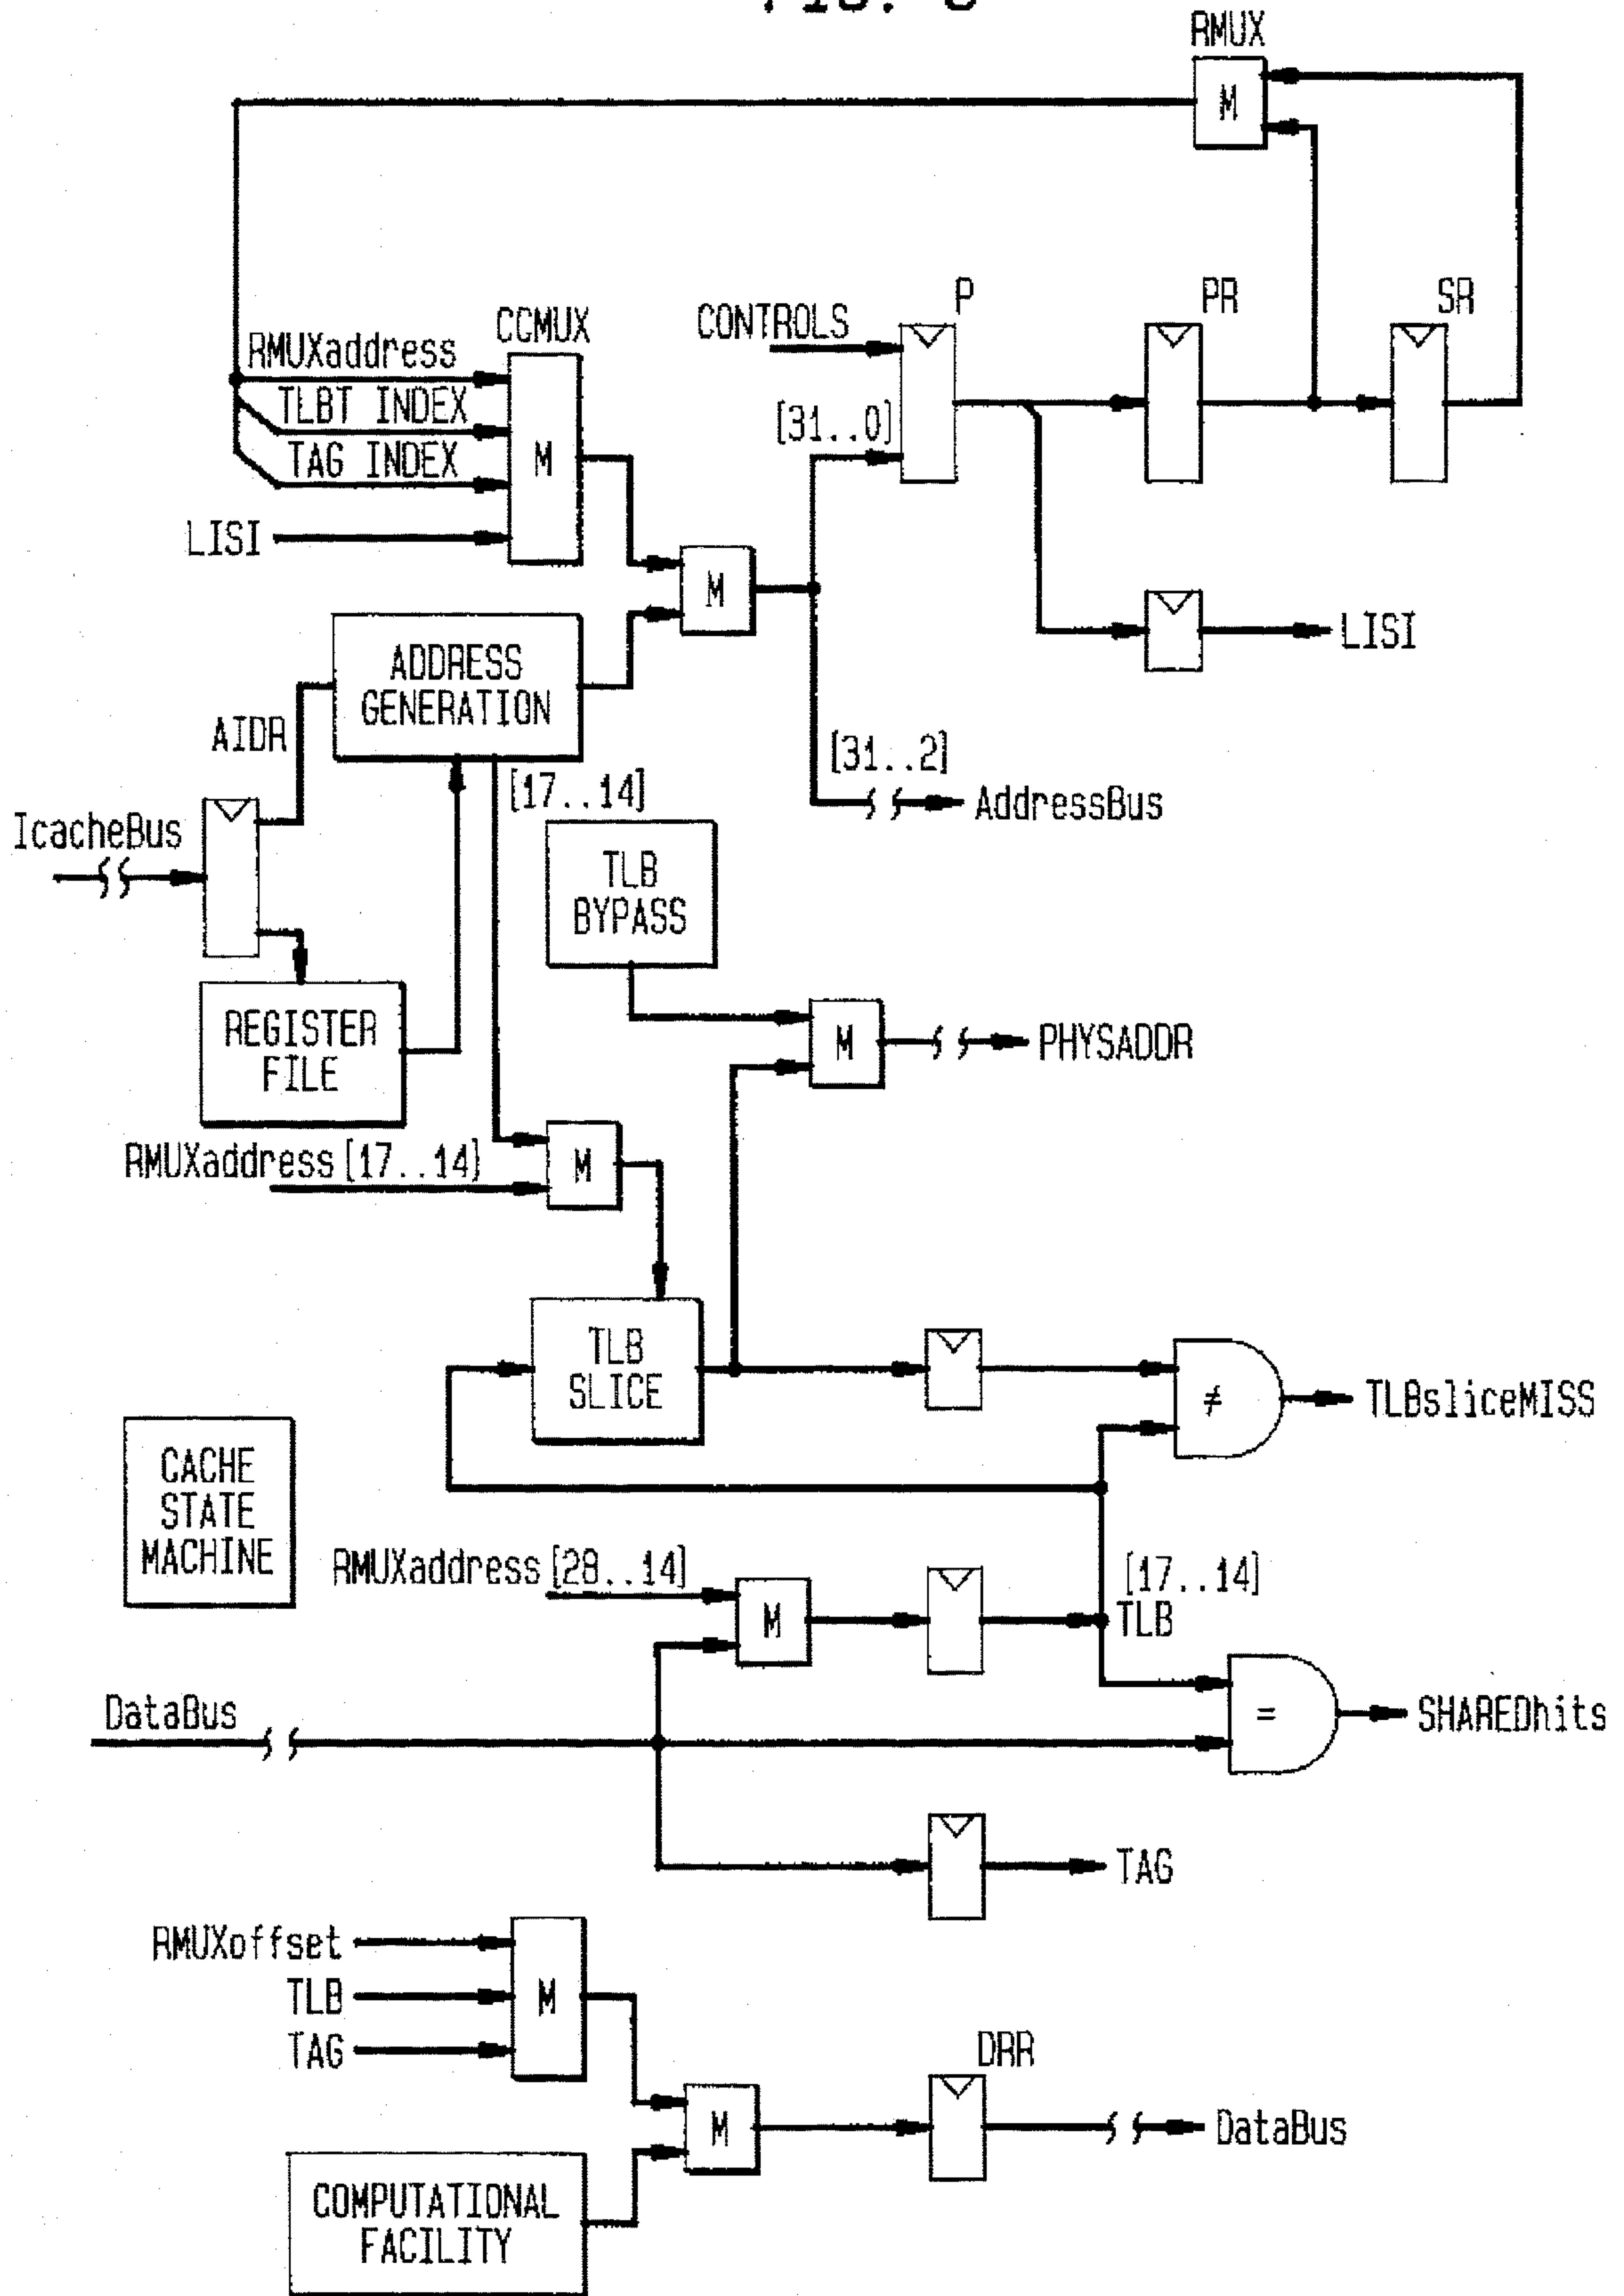 RMUX
M
P
PR
SR
CCMUX
CONTROLS
RMUXaddress
TLBT INDEX
[31..0]
TAG INDEX
M
LISI
M
ADDRESS
GENERATION
LISI
AIDR
[31..2]
[17..14]
AddressBus
IcacheBus
TLB
BYPASS
REGISTER
FILE
M
PHYSADDR
RMUXaddress[17..14]
M
TLB
SLICE
≠
TLBsliceMISS
CACHE
STATE
MACHINE
RMUXaddress[28..14]
[17..14]
M
TLB
DataBus
=
SHAREDhits
TAG
RMUXoffset
TLB
M
TAG
DRR
M
DataBus
COMPUTATIONAL
FACILITY